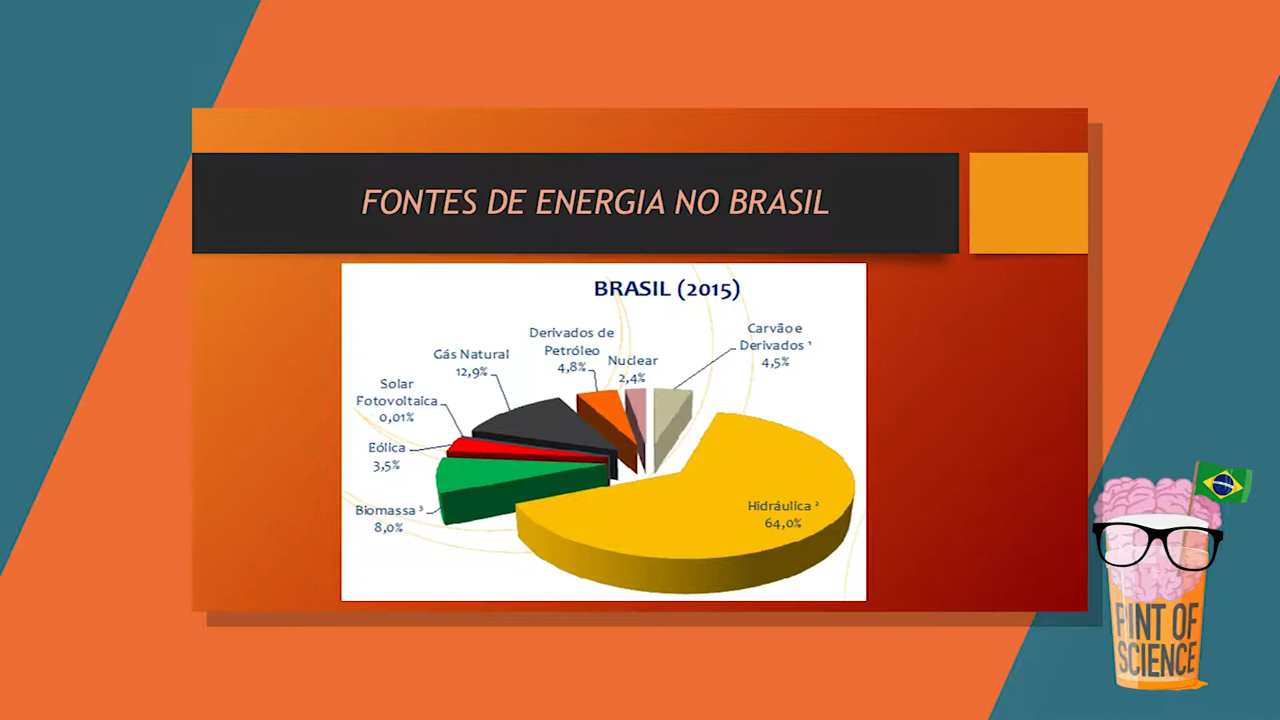 FONTES DE ENERGIA NO BRASIL
BRASIL (2015)
Carvão e
Derivados ¹
4,5%
Derivados de
Petróleo
4,8%
Nuclear
2,4%
Gás Natural
12,9%
Solar
Fotovoltaica
0,01%
Eólica
3,5%
Biomassa ³
8,0%
Hidráulica ²
64,0%
PINT OF
SCIENCE